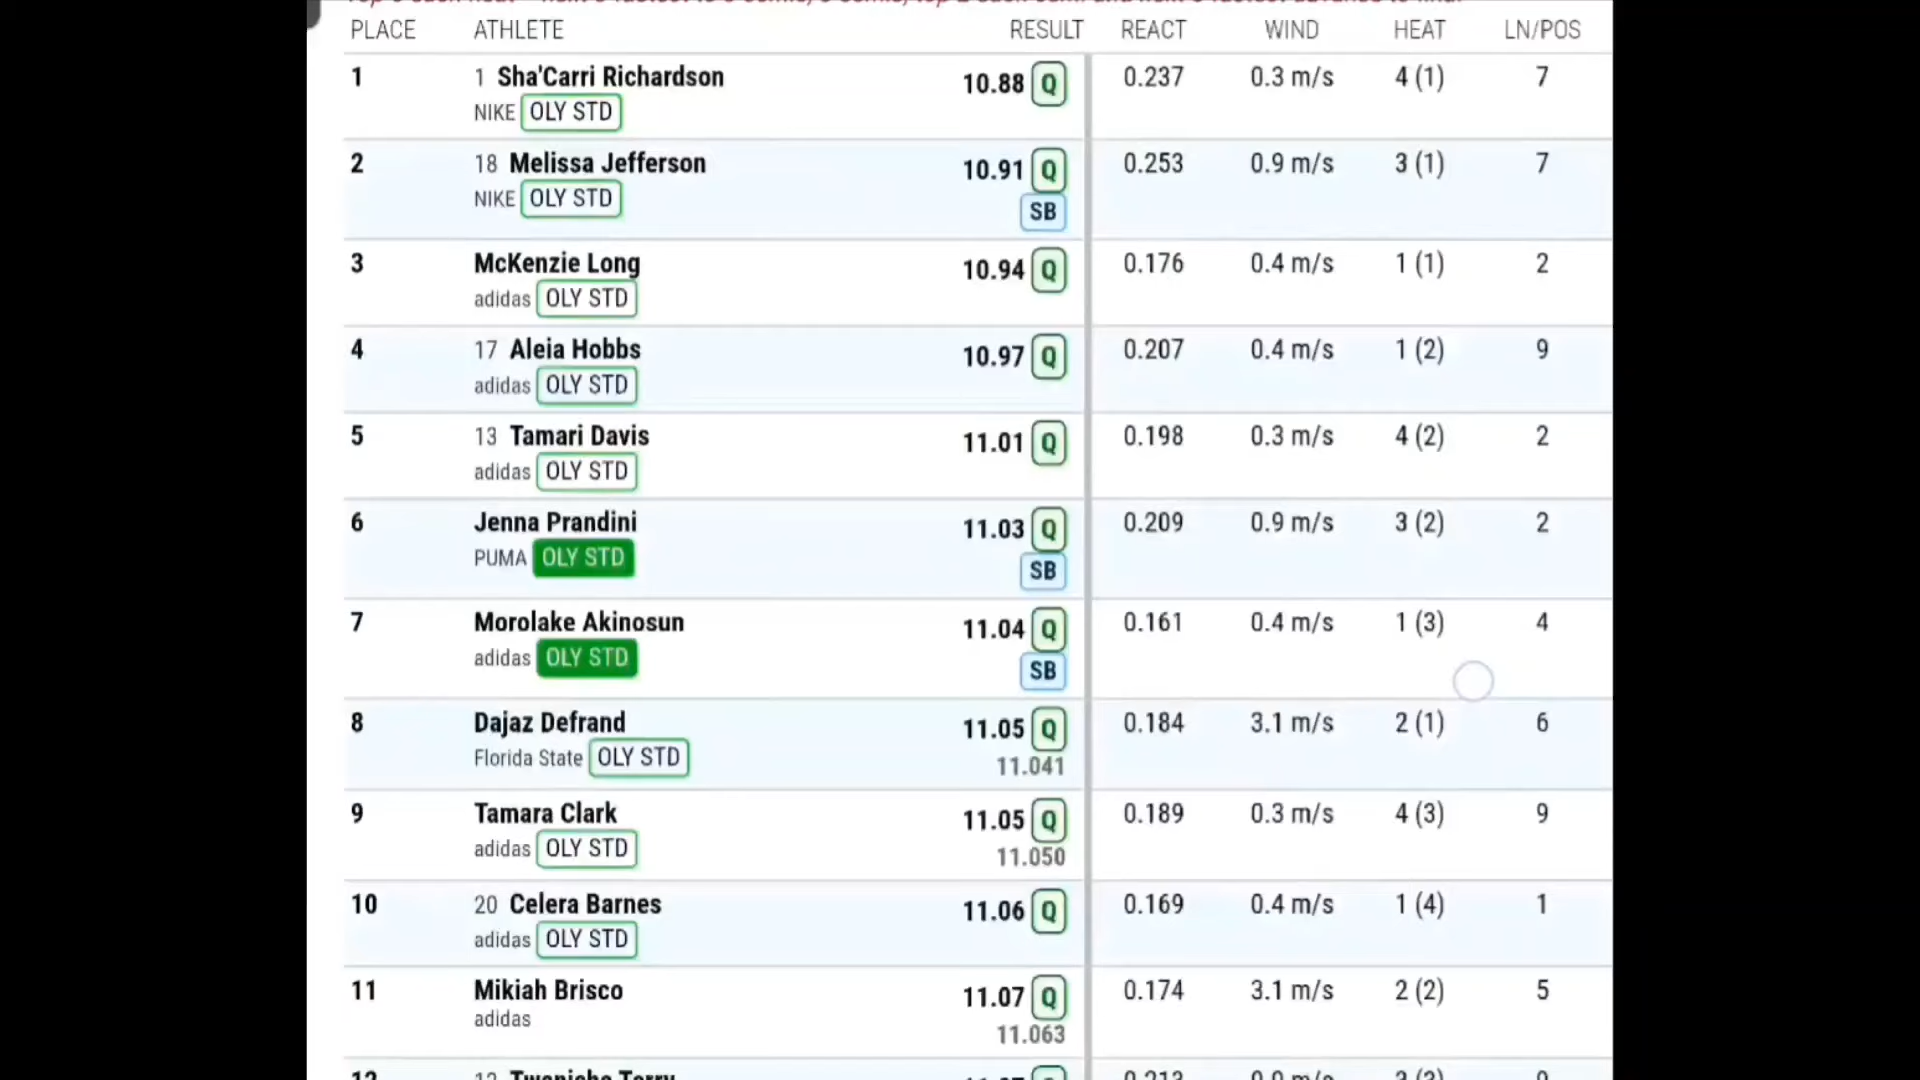 PLACE ATHLETE RESULT REACT WIND HEAT LN/POS
1 1 Sha'Carri Richardson 10.88 Q 0.237 0.3 m/s 4 (1) 7
NIKE OLY STD
2 18 Melissa Jefferson 10.91 Q 0.253 0.9 m/s 3 (1) 7
NIKE OLY STD SB
3 McKenzie Long 10.94 Q 0.176 0.4 m/s 1 (1) 2
adidas OLY STD
4 17 Aleia Hobbs 10.97 Q 0.207 0.4 m/s 1 (2) 9
adidas OLY STD
5 13 Tamari Davis 11.01 Q 0.198 0.3 m/s 4 (2) 2
adidas OLY STD
6 Jenna Prandini 11.03 Q 0.209 0.9 m/s 3 (2) 2
PUMA OLY STD SB
7 Morolake Akinosun 11.04 Q 0.161 0.4 m/s 1 (3) 4
adidas OLY STD SB
8 Dajaz Defrand 11.05 Q 0.184 3.1 m/s 2 (1) 6
Florida State OLY STD 11.041
9 Tamara Clark 11.05 Q 0.189 0.3 m/s 4 (3) 9
adidas OLY STD 11.050
10 20 Celera Barnes 11.06 Q 0.169 0.4 m/s 1 (4) 1
adidas OLY STD
11 Mikiah Brisco 11.07 Q 0.174 3.1 m/s 2 (2) 5
adidas 11.063